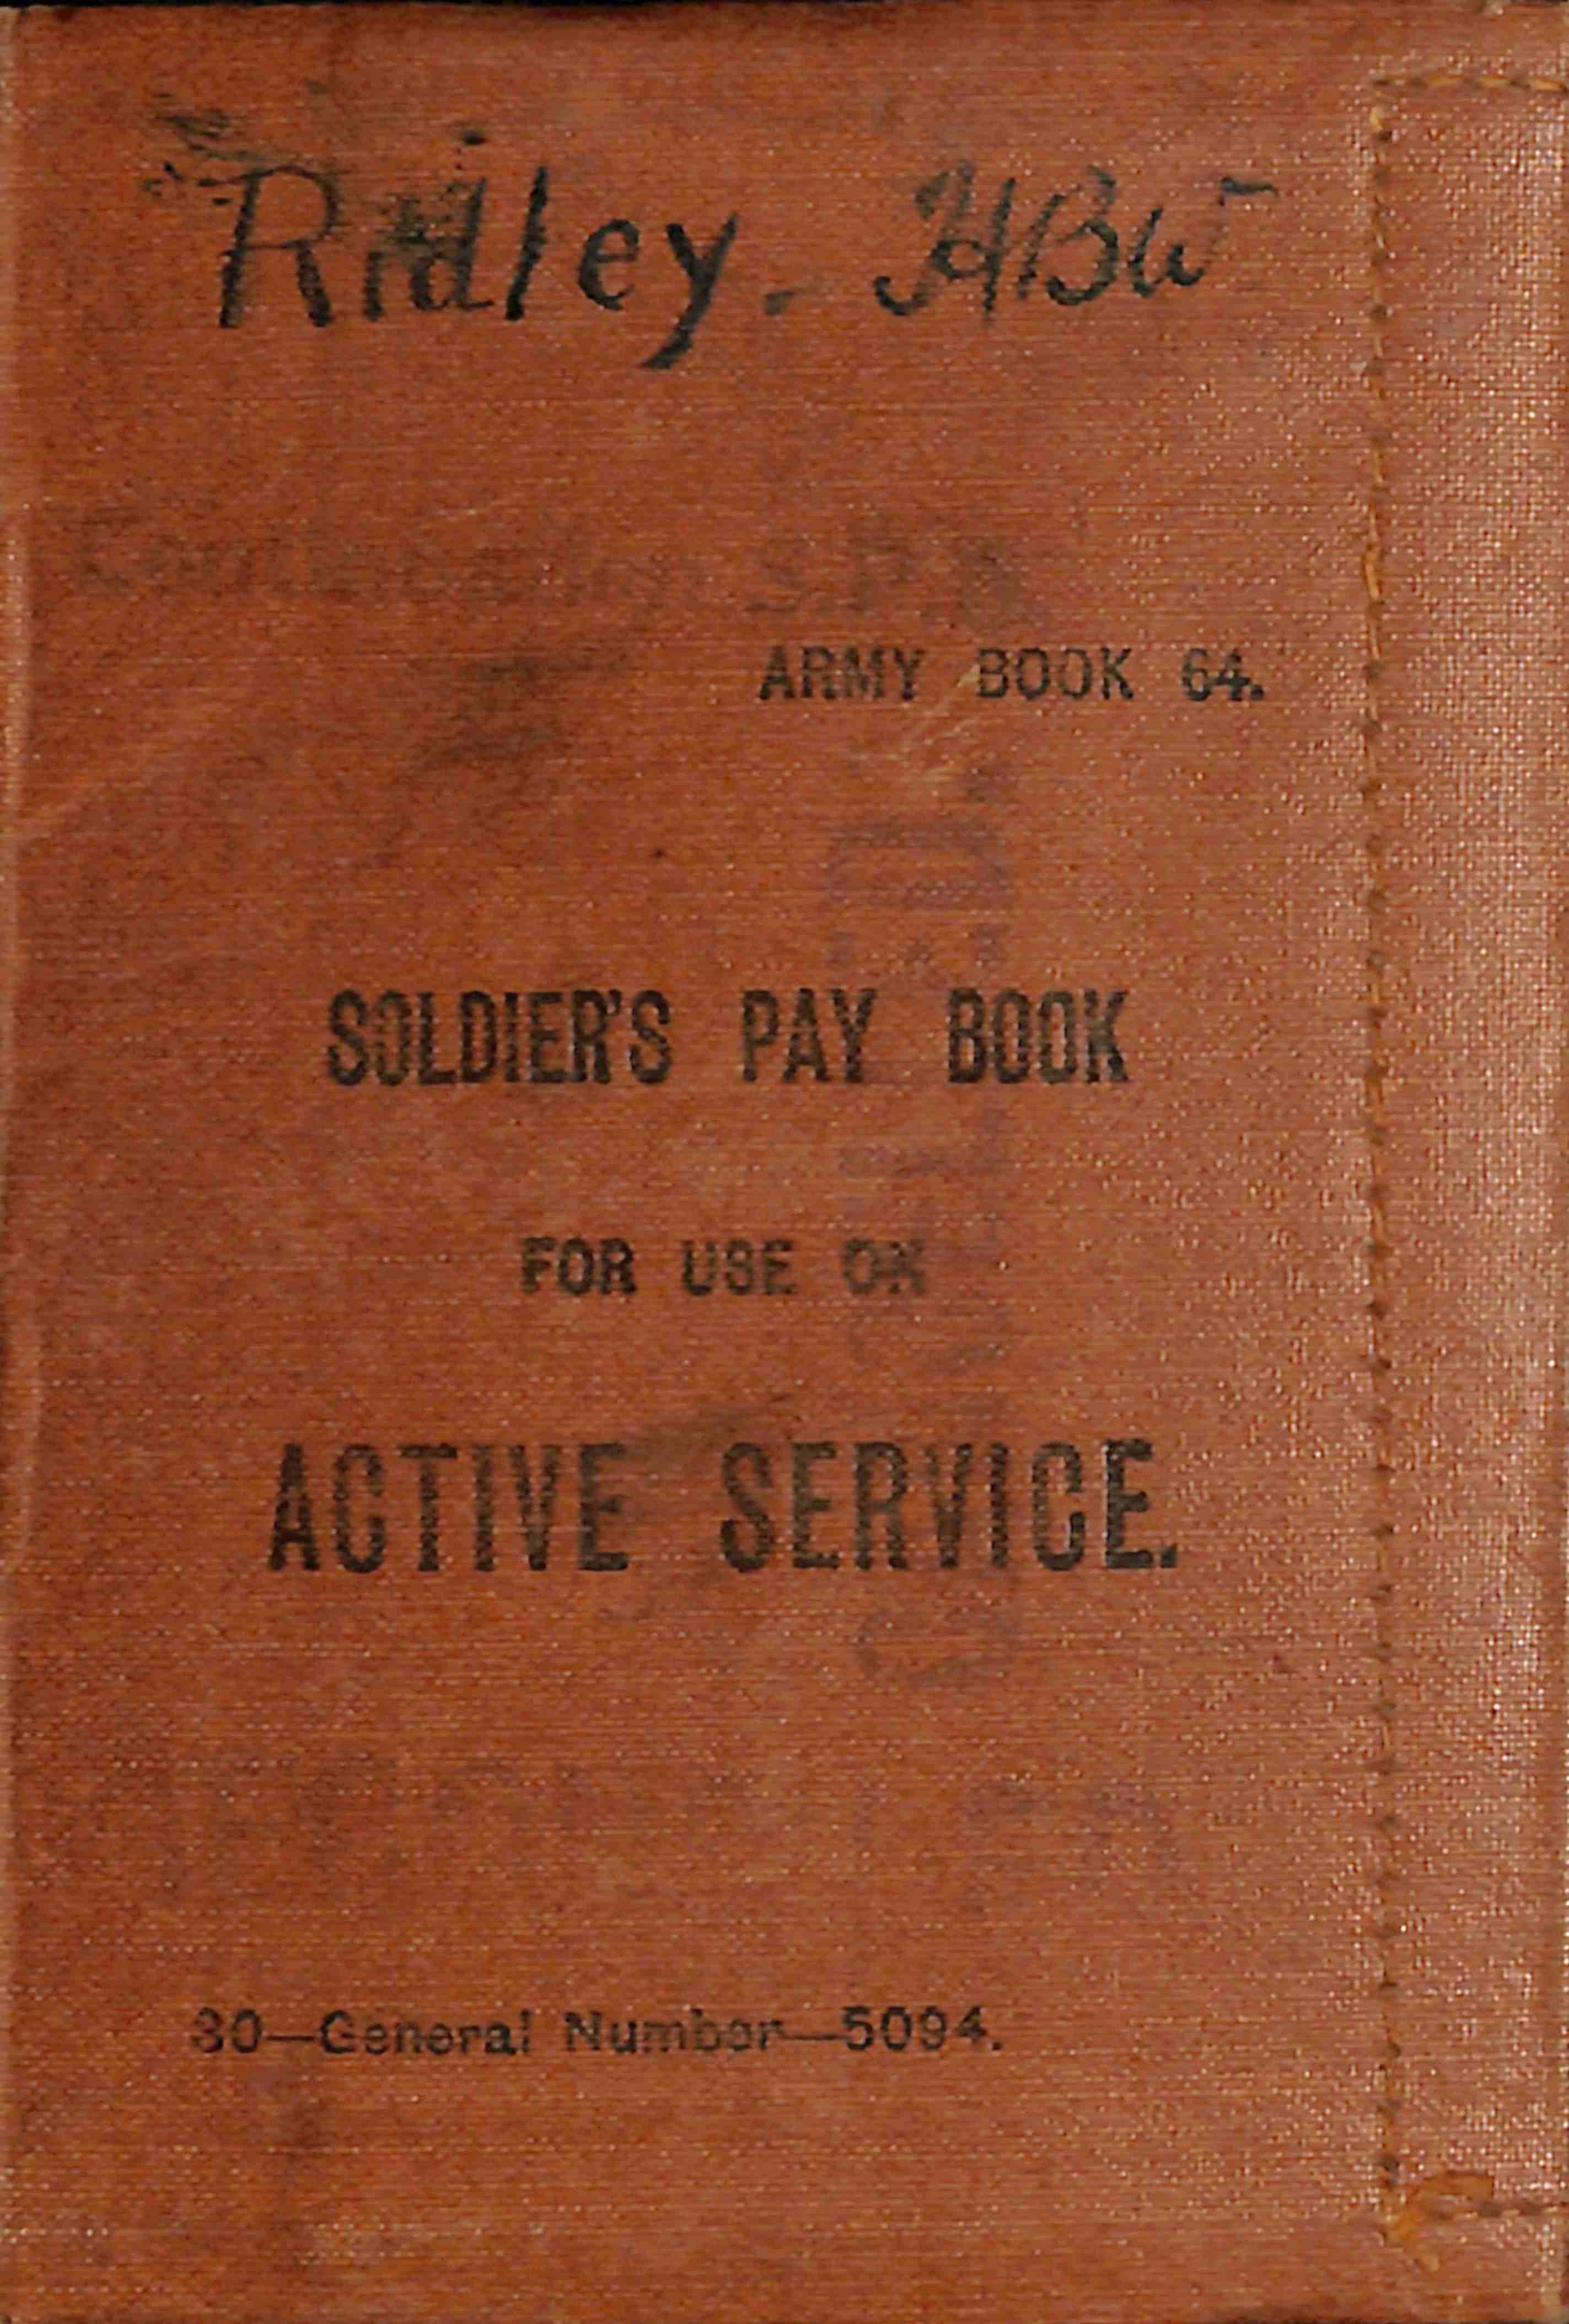 Ridley. HBW
ARMY BOOK 64.
SOLDIER'S PAY BOOK
FOR USE ON
ACTIVE SERVICE.
30—General Number—5094.